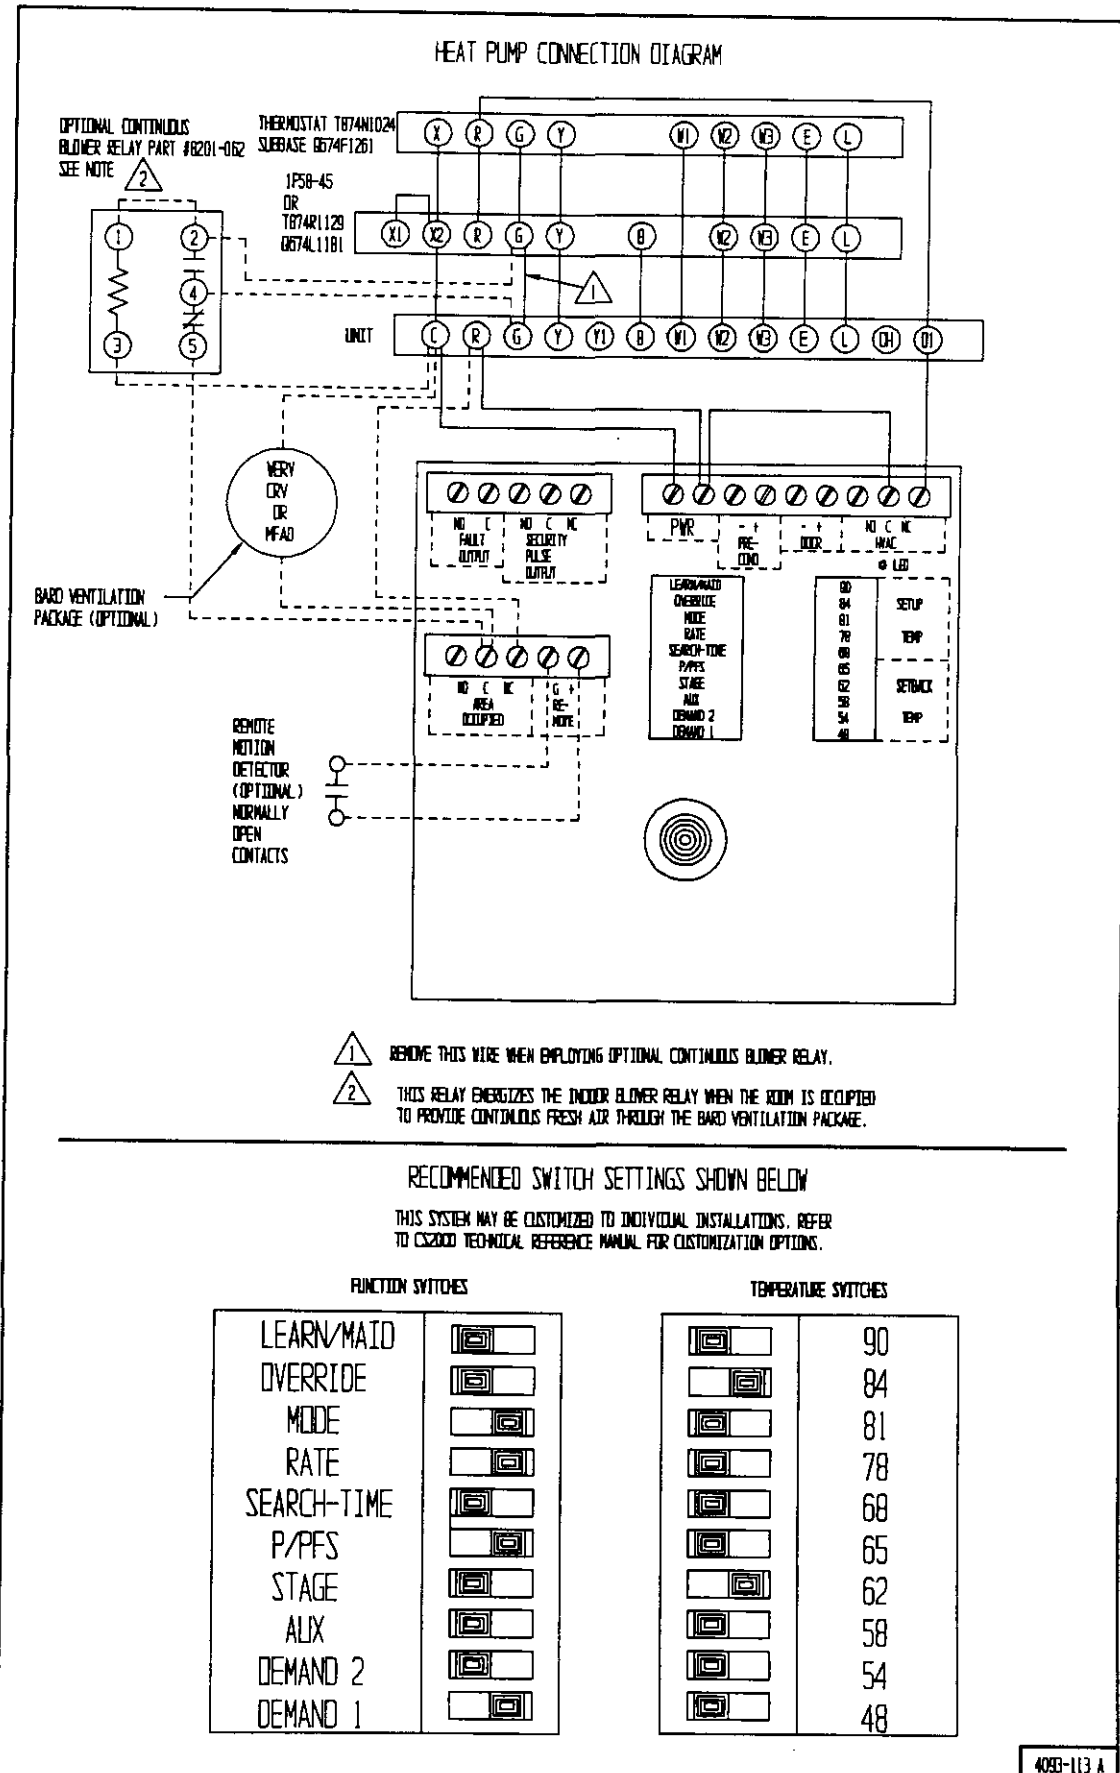 HEAT PUMP CONNECTION DIAGRAM
OPTIONAL CONTINUOUS
BLOWER RELAY PART #8201-062
SEE NOTE 2
THERMOSTAT T874N1024
SUBBASE Q674F1261
X R G Y W1 W2 W3 E L
1F58-45
OR
T874R1129
Q674L1181
X1 X2 R G Y B W2 W3 E L
1
1 2
4
3 5
UNIT
C R G Y Y1 B W1 W2 W3 E L OH O1
WERV
CRV
OR
MFAD
BARD VENTILATION
PACKAGE (OPTIONAL)
NO C NO C NC
FAULT
OUTPUT
SECURITY
PULSE
OUTPUT
PWR
- +
PRE-
COND
- +
DOOR
NO C NC
HVAC
LED
LEARN/MAID
OVERRIDE
MODE
RATE
SEARCH-TIME
P/PFS
STAGE
AUX
DEMAND 2
DEMAND 1
90
84
81
78
68
65
62
58
54
48
SETUP
TEMP
SETBACK
TEMP
NO C NC
AREA
OCCUPIED
G +
RE-
MOTE
REMOTE
MOTION
DETECTOR
(OPTIONAL)
NORMALLY
OPEN
CONTACTS
1 REMOVE THIS WIRE WHEN EMPLOYING OPTIONAL CONTINUOUS BLOWER RELAY.
2 THIS RELAY ENERGIZES THE INDOOR BLOWER RELAY WHEN THE ROOM IS OCCUPIED
TO PROVIDE CONTINUOUS FRESH AIR THROUGH THE BARD VENTILATION PACKAGE.
RECOMMENDED SWITCH SETTINGS SHOWN BELOW
THIS SYSTEM MAY BE CUSTOMIZED TO INDIVIDUAL INSTALLATIONS. REFER
TO CS2000 TECHNICAL REFERENCE MANUAL FOR CUSTOMIZATION OPTIONS.
FUNCTION SWITCHES
TEMPERATURE SWITCHES
LEARN/MAID 90
OVERRIDE 84
MODE 81
RATE 78
SEARCH-TIME 68
P/PFS 65
STAGE 62
AUX 58
DEMAND 2 54
DEMAND 1 48
4093-113 A